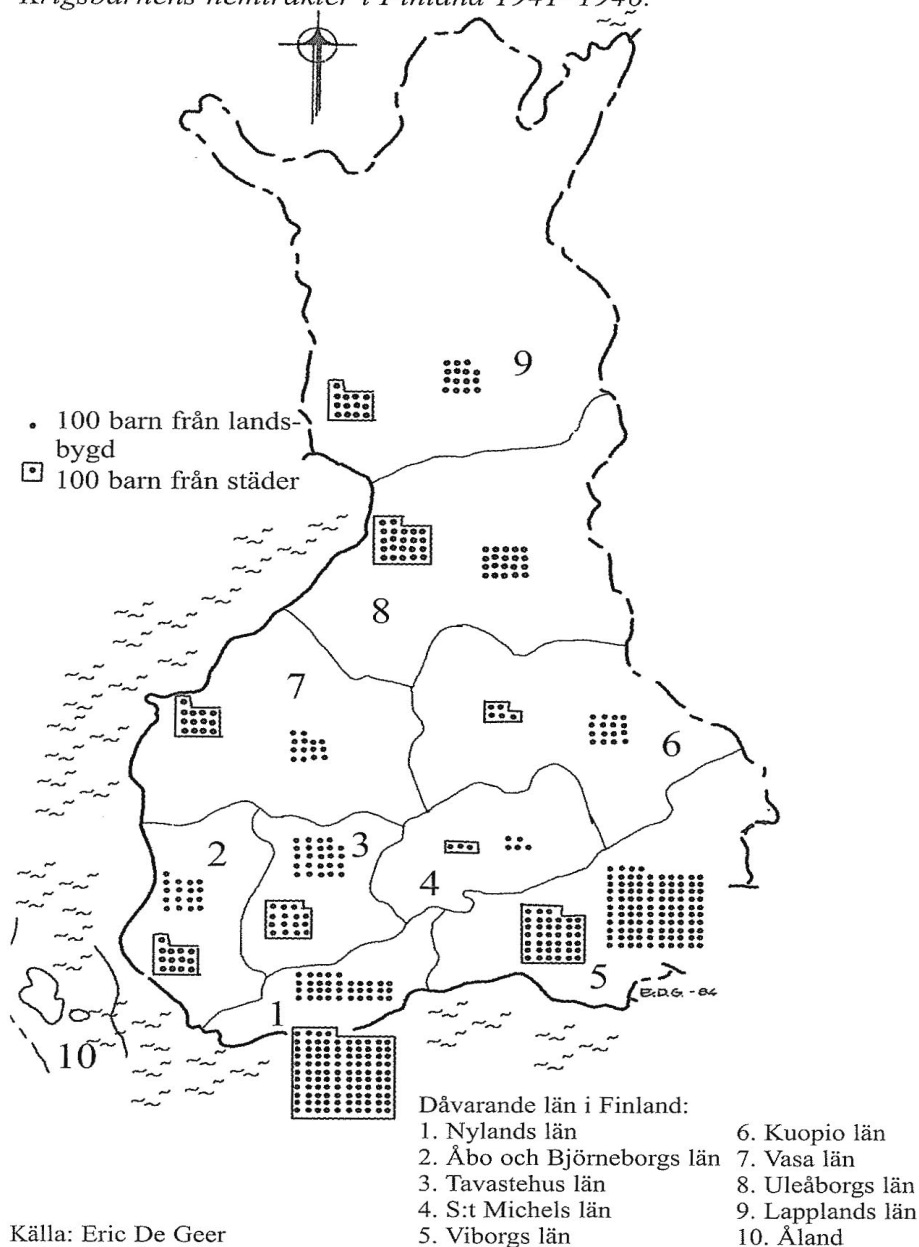 Krigsbarnens hemtrakter i Finland 1941–1946.
9
100 barn från lands-
bygd
100 barn från städer
8
7
6
2
3
4
5
E.D.G. -84
1
10
Dåvarande län i Finland:
1. Nylands län
2. Åbo och Björneborgs län
3. Tavastehus län
4. S:t Michels län
5. Viborgs län
6. Kuopio län
7. Vasa län
8. Uleåborgs län
9. Lapplands län
10. Åland
Källa: Eric De Geer